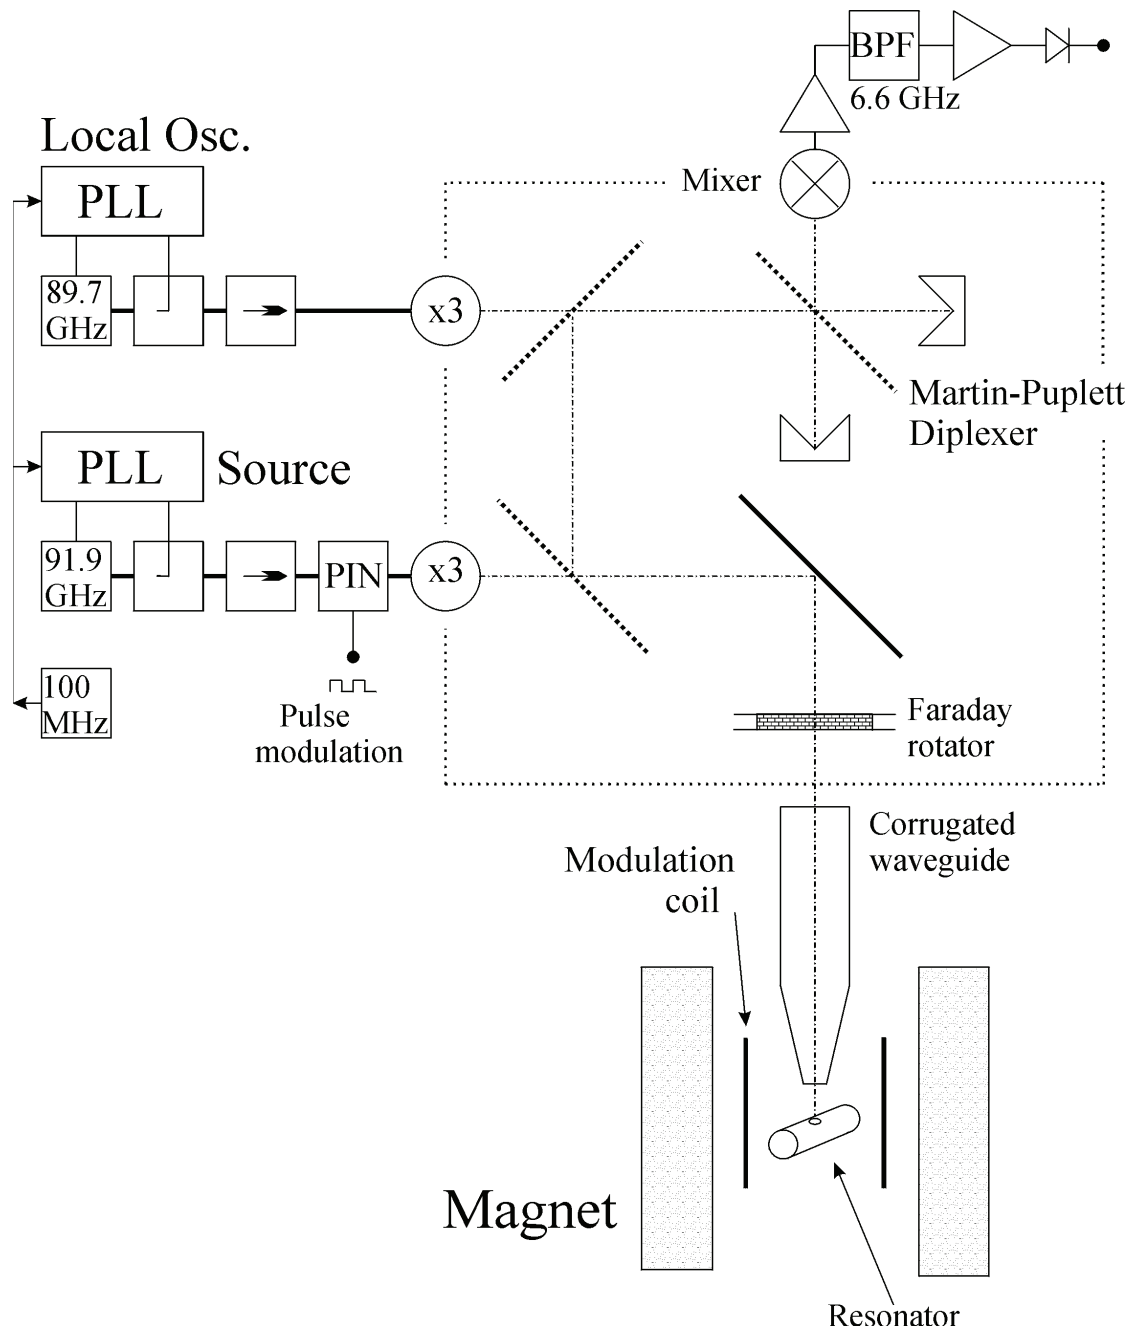 BPF
6.6 GHz
Local Osc.
PLL
Mixer
89.7
GHz
x3
Martin-Puplett
Diplexer
PLL
Source
91.9
GHz
PIN
x3
100
MHz
Pulse
modulation
Faraday
rotator
Corrugated
waveguide
Modulation
coil
Magnet
Resonator